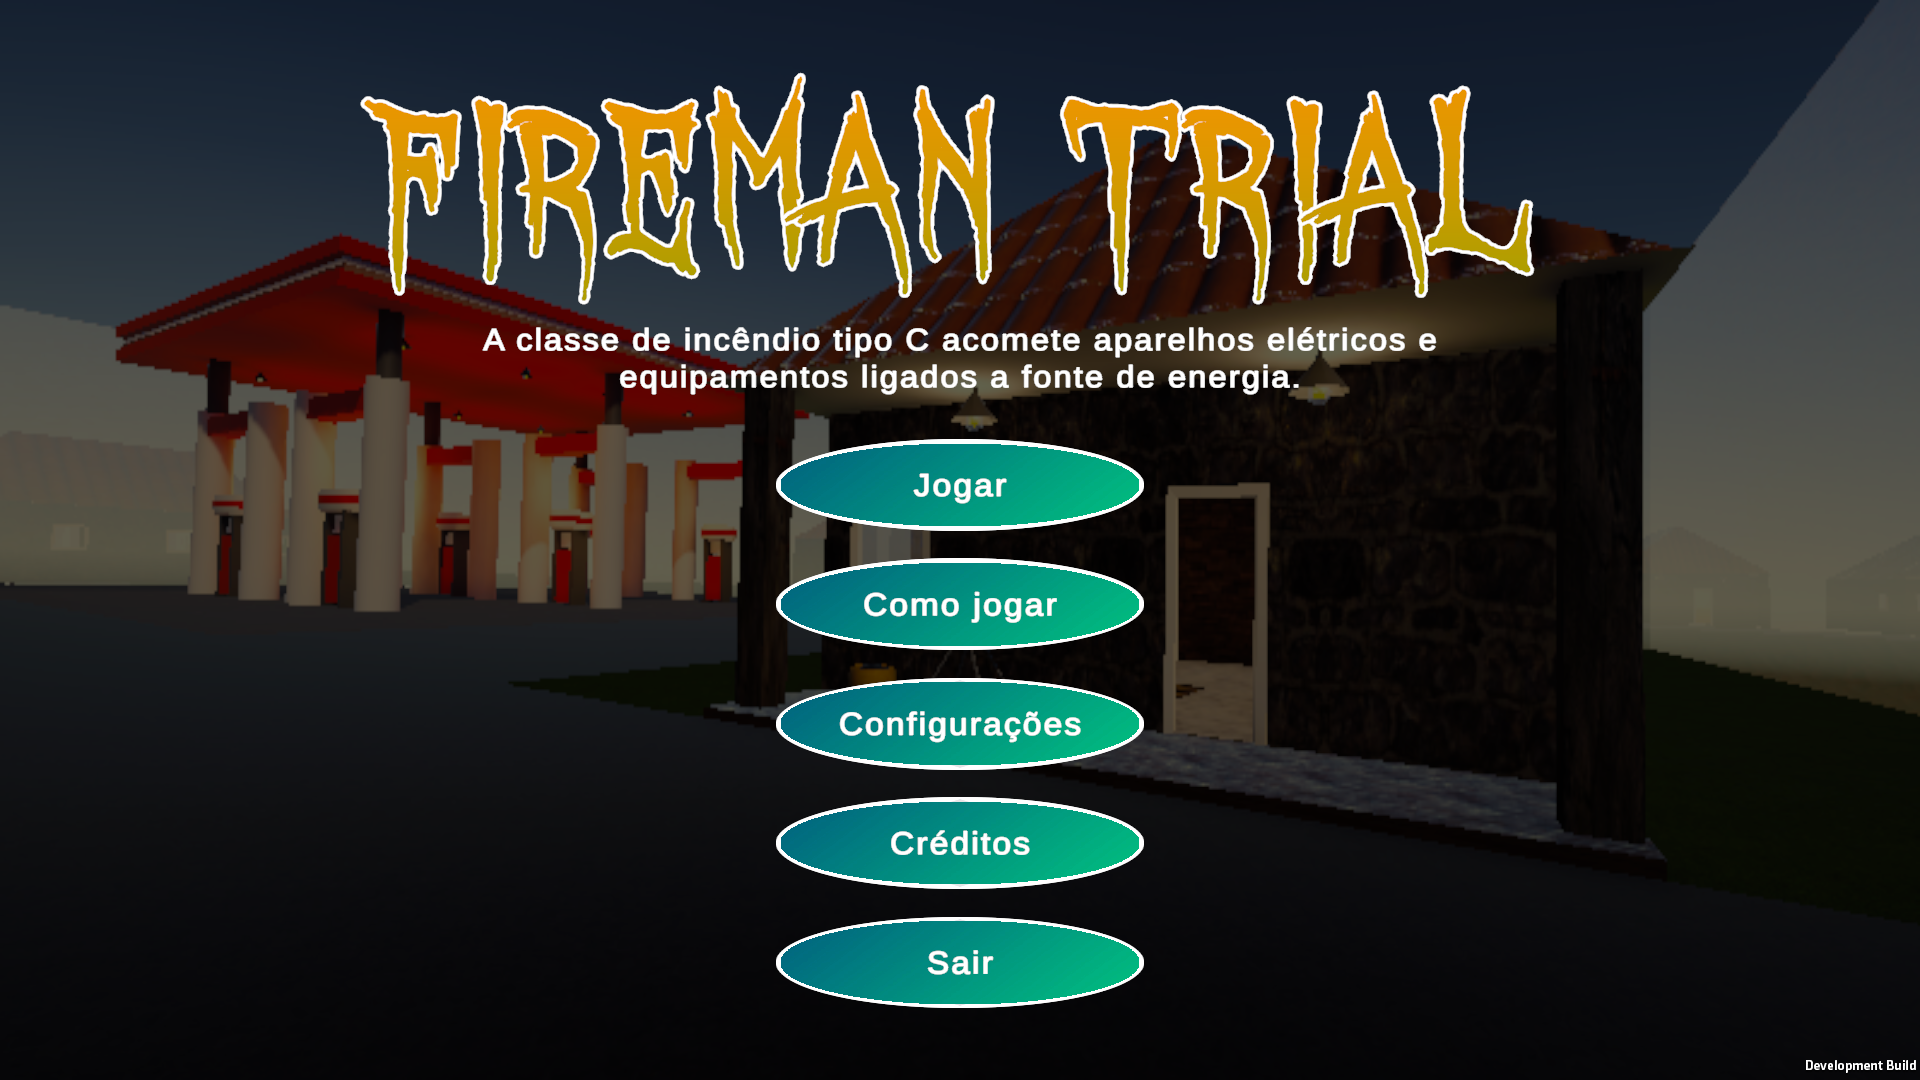 FIREMAN TRIAL
A classe de incêndio tipo C acomete aparelhos elétricos e
equipamentos ligados a fonte de energia.
Jogar
Como jogar
Configurações
Créditos
Sair
Development Build